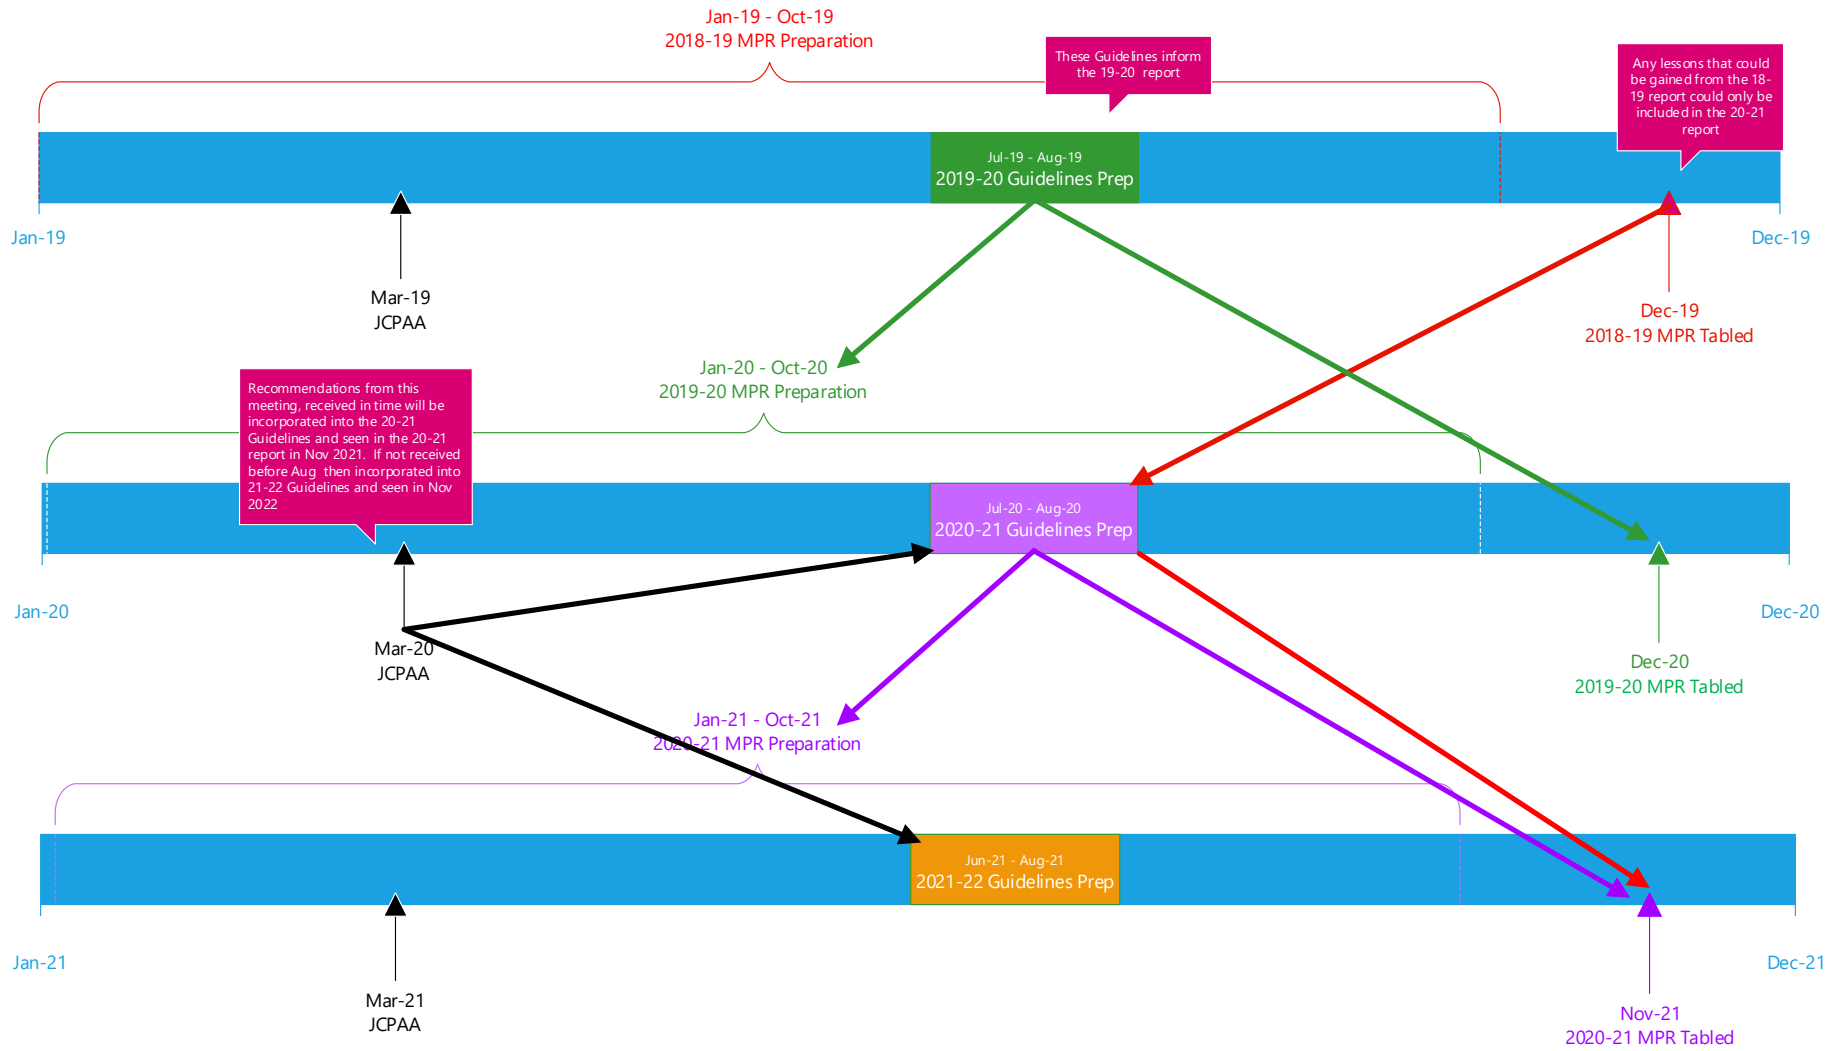 Jan-19 - Oct-19
2018-19 MPR Preparation
These Guidelines inform
the 19-20 report
Any lessons that could
be gained from the 18-
19 report could only be
included in the 20-21
report
Jul-19 - Aug-19
2019-20 Guidelines Prep
Jan-19
Dec-19
Mar-19
JCPAA
Dec-19
2018-19 MPR Tabled
Jan-20 - Oct-20
2019-20 MPR Preparation
Recommendations from this
meeting, received in time will be
incorporated into the 20-21
Guidelines and seen in the 20-21
report in Nov 2021. If not received
before Aug then incorporated into
21-22 Guidelines and seen in Nov
2022
Jul-20 - Aug-20
2020-21 Guidelines Prep
Jan-20
Dec-20
Mar-20
JCPAA
Dec-20
2019-20 MPR Tabled
Jan-21 - Oct-21
2020-21 MPR Preparation
Jun-21 - Aug-21
2021-22 Guidelines Prep
Jan-21
Dec-21
Mar-21
JCPAA
Nov-21
2020-21 MPR Tabled